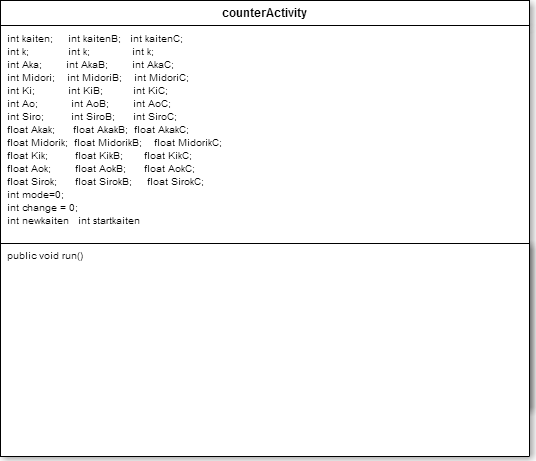 counterActivity
int kaiten; int kaitenB; int kaitenC;
int k; int k; int k;
int Aka; int AkaB; int AkaC;
int Midori; int MidoriB; int MidoriC;
int Ki; int KiB; int KiC;
int Ao; int AoB; int AoC;
int Siro; int SiroB; int SiroC;
float Akak; float AkakB; float AkakC;
float Midorik; float MidorikB; float MidorikC;
float Kik; float KikB; float KikC;
float Aok; float AokB; float AokC;
float Sirok; float SirokB; float SirokC;
int mode=0;
int change = 0;
int newkaiten int startkaiten
public void run()